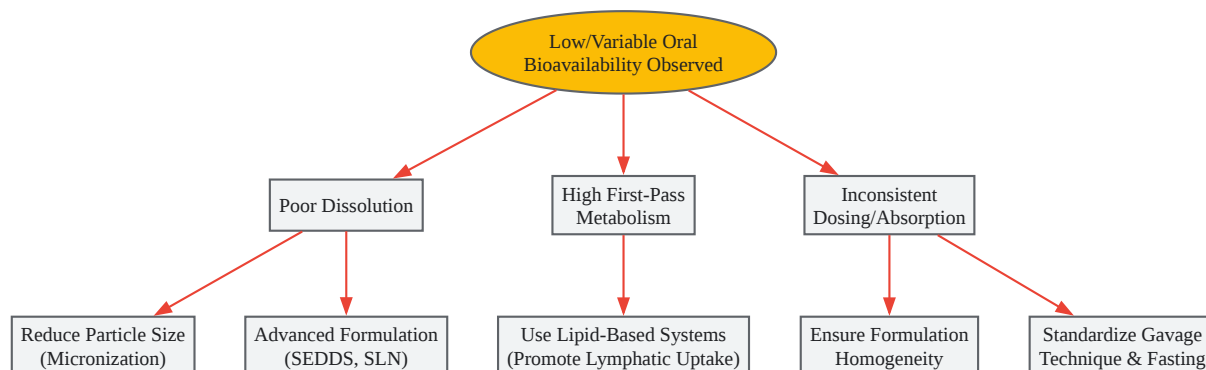 Low/Variable Oral
Bioavailability Observed
Poor Dissolution
High First-Pass
Metabolism
Inconsistent
Dosing/Absorption
Reduce Particle Size
(Micronization)
Advanced Formulation
(SEDDS, SLN)
Use Lipid-Based Systems
(Promote Lymphatic Uptake)
Ensure Formulation
Homogeneity
Standardize Gavage
Technique & Fasting